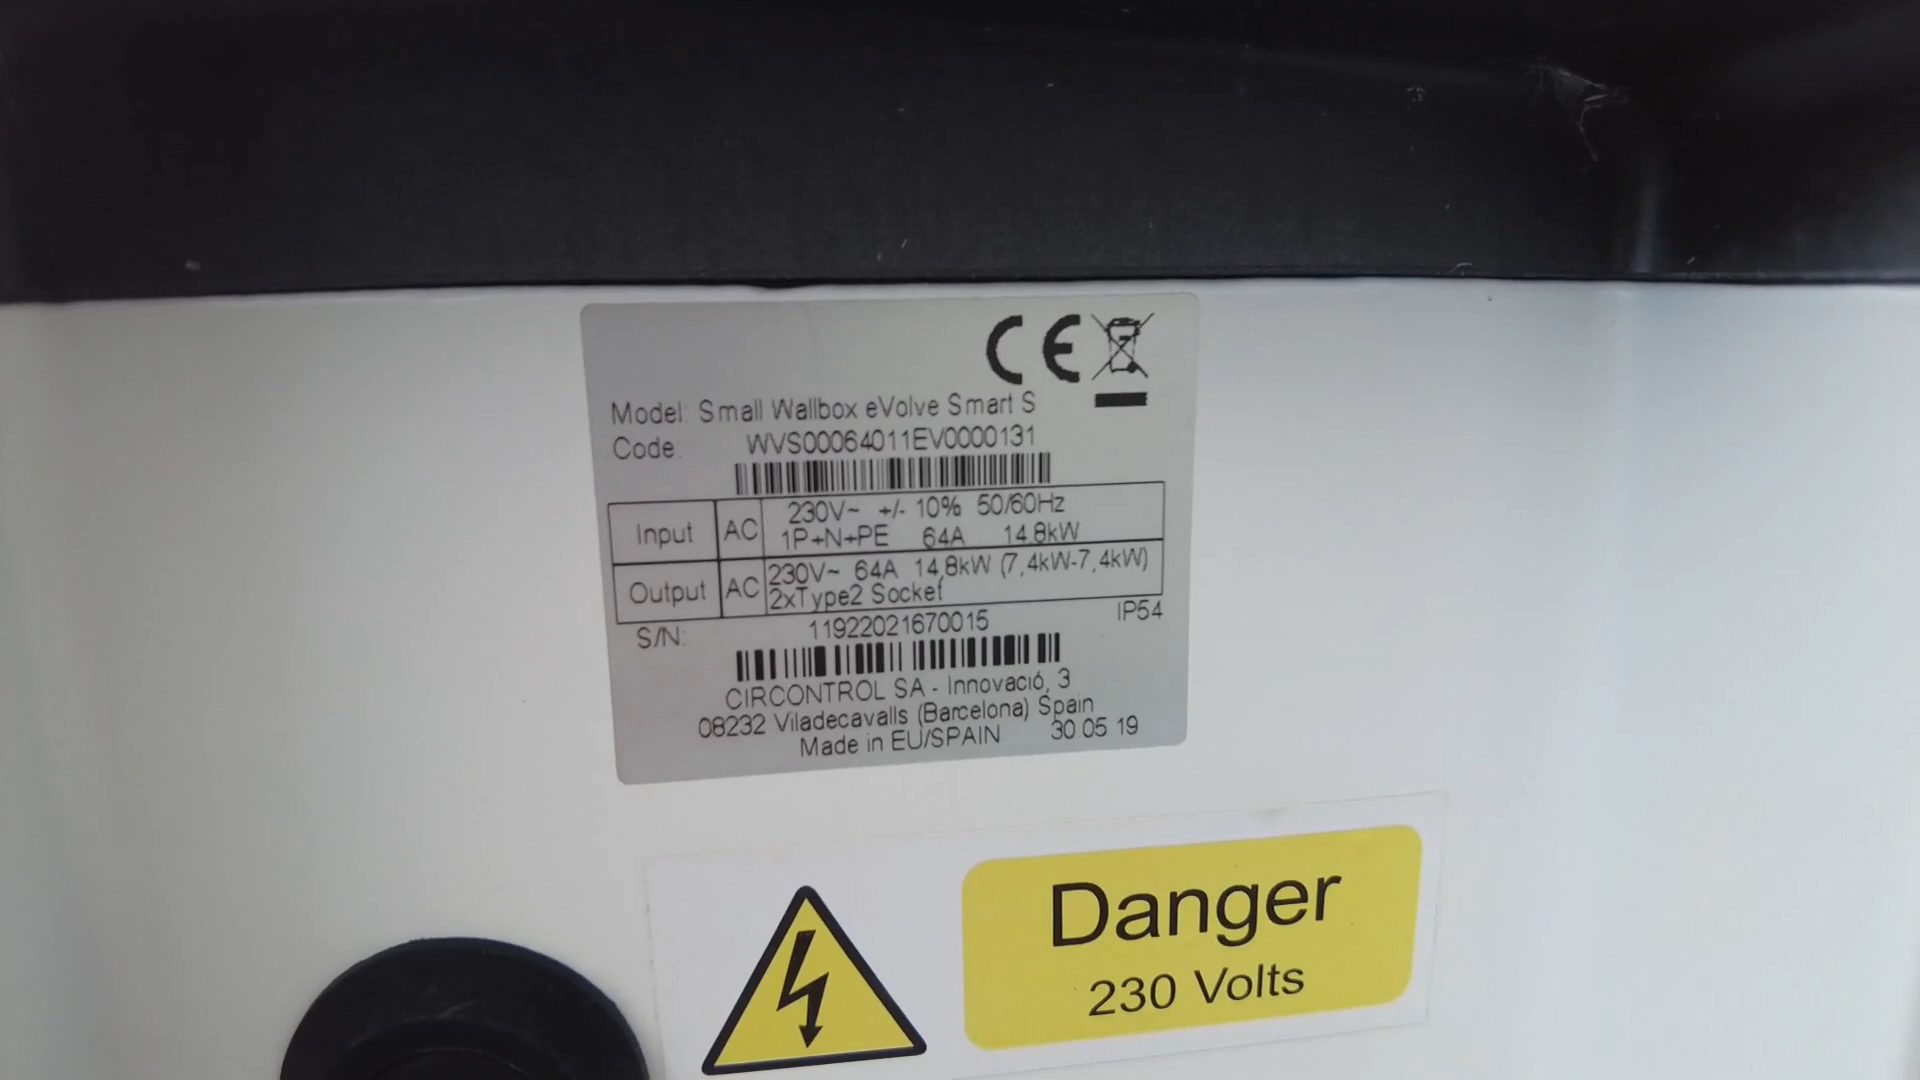 CE
Model: Small Wallbox eVolve Smart S
Code: WVS00064011EV0000131
Input AC 230V~ +/- 10% 50/60Hz
1P+N+PE 64A 14.8kW
Output AC 230V~ 64A 14,8kW (7,4kW-7,4kW)
2xType2 Socket
IP54
S/N: 11922021670015
CIRCONTROL SA - Innovació, 3
08232 Viladecavalls (Barcelona) Spain
Made in EU/SPAIN 30 05 19
Danger
230 Volts